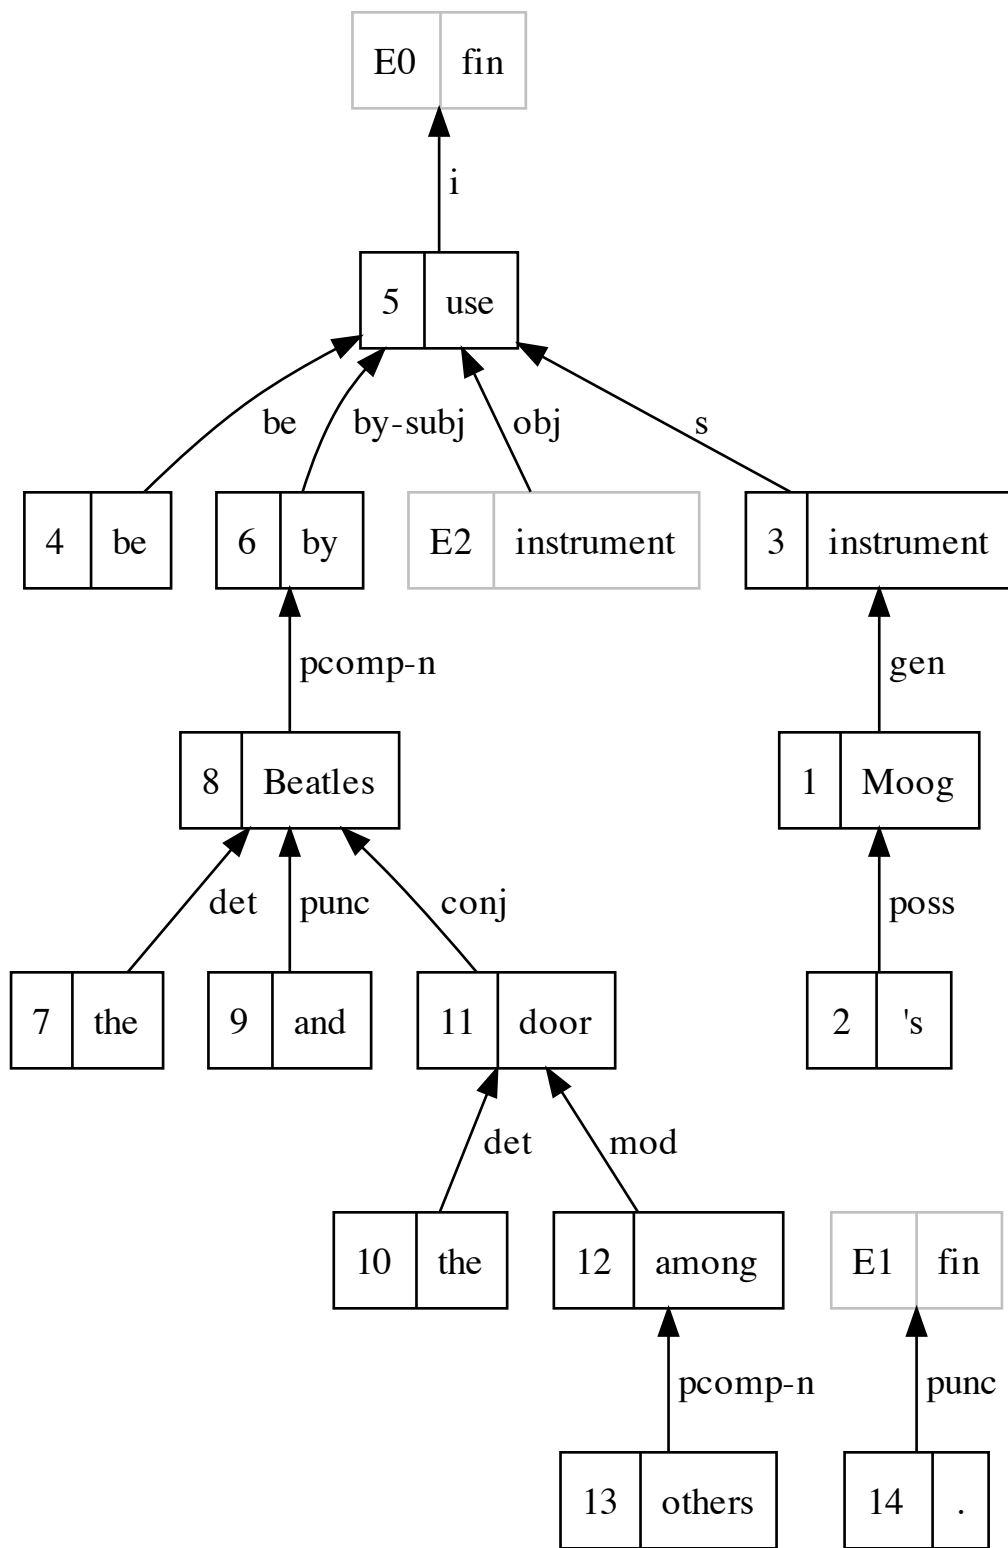 E0 fin
i
5 use
be by-subj obj s
4 be 6 by E2 instrument 3 instrument
pcomp-n gen
8 Beatles 1 Moog
det punc conj poss
7 the 9 and 11 door 2 's
det mod
10 the 12 among E1 fin
pcomp-n punc
13 others 14 .